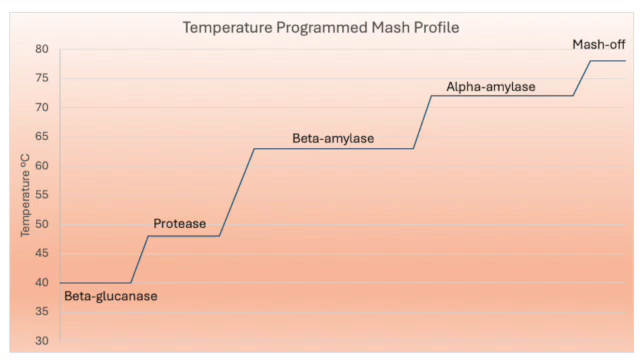 Temperature Programmed Mash Profile
Mash-off
80
75
Alpha-amylase
70
65
Beta-amylase
60
55
Temperature ºC
50
Protease
45
40
Beta-glucanase
35
30